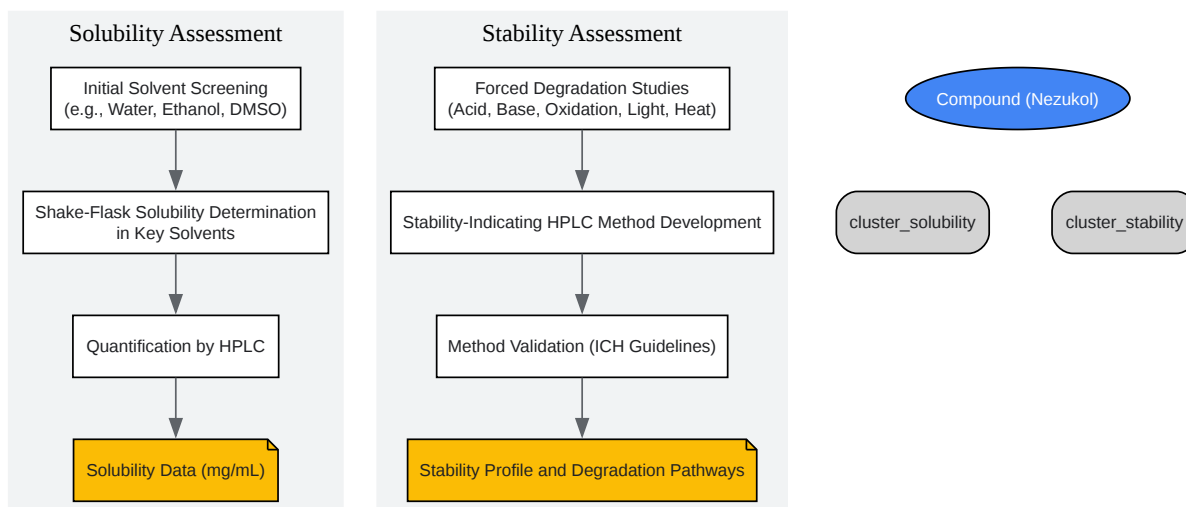 Solubility Assessment
Initial Solvent Screening
(e.g., Water, Ethanol, DMSO)
Shake-Flask Solubility Determination
in Key Solvents
Quantification by HPLC
Solubility Data (mg/mL)
Stability Assessment
Forced Degradation Studies
(Acid, Base, Oxidation, Light, Heat)
Stability-Indicating HPLC Method Development
Method Validation (ICH Guidelines)
Stability Profile and Degradation Pathways
Compound (Nezukol)
cluster_solubility
cluster_stability